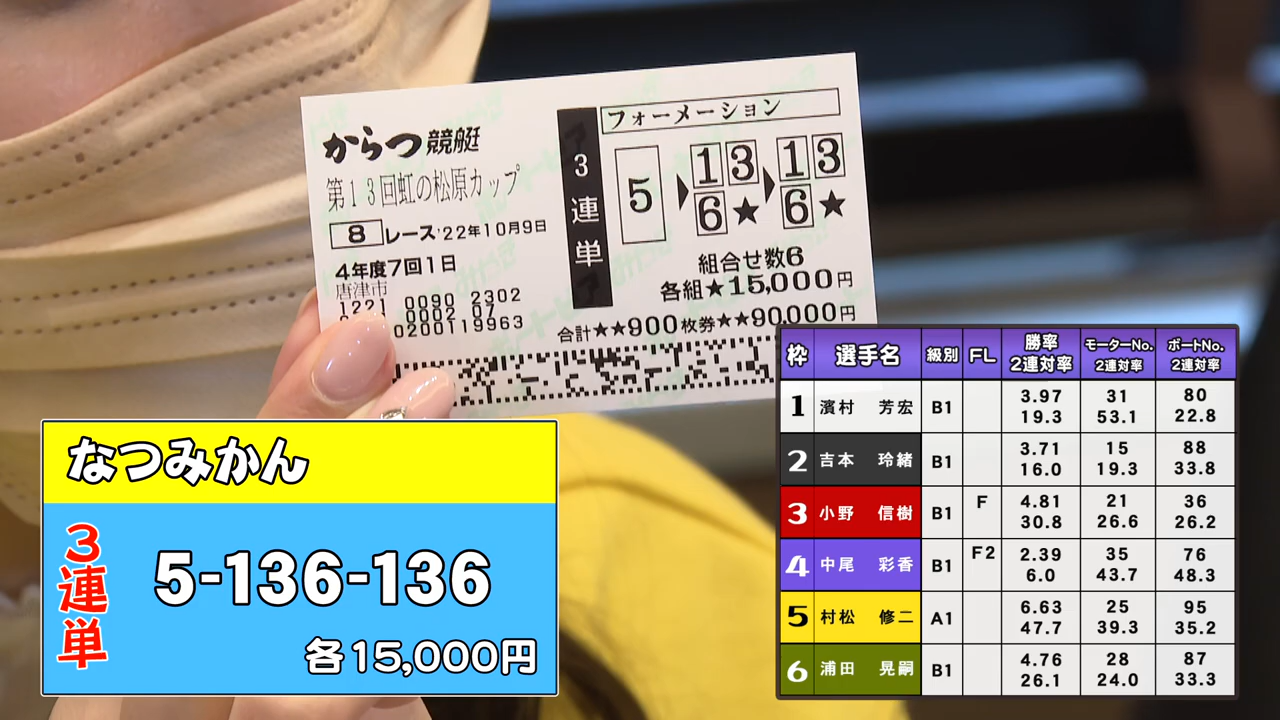 からつ競艇
第13回虹の松原カップ
8レース'22年10月9日
4年度7回1日
唐津市
1221 0090 2302
0002 07
0200119963
3連単
フォーメーション
5 1 3 1 3
6★ 6★
組合せ数6
各組★15,000円
合計★★900枚券★★90,000円
なつみかん
3連単
5-136-136
各15,000円
枠 選手名 級別 FL 勝率 2連対率 モーターNo. 2連対率 ボートNo. 2連対率
1 濱村 芳宏 B1 3.97 19.3 31 53.1 80 22.8
2 吉本 玲緒 B1 3.71 16.0 15 19.3 88 33.8
3 小野 信樹 B1 F 4.81 30.8 21 26.6 36 26.2
4 中尾 彩香 B1 F2 2.39 6.0 35 43.7 76 48.3
5 村松 修二 A1 6.63 47.7 25 39.3 95 35.2
6 浦田 晃嗣 B1 4.76 26.1 28 24.0 87 33.3